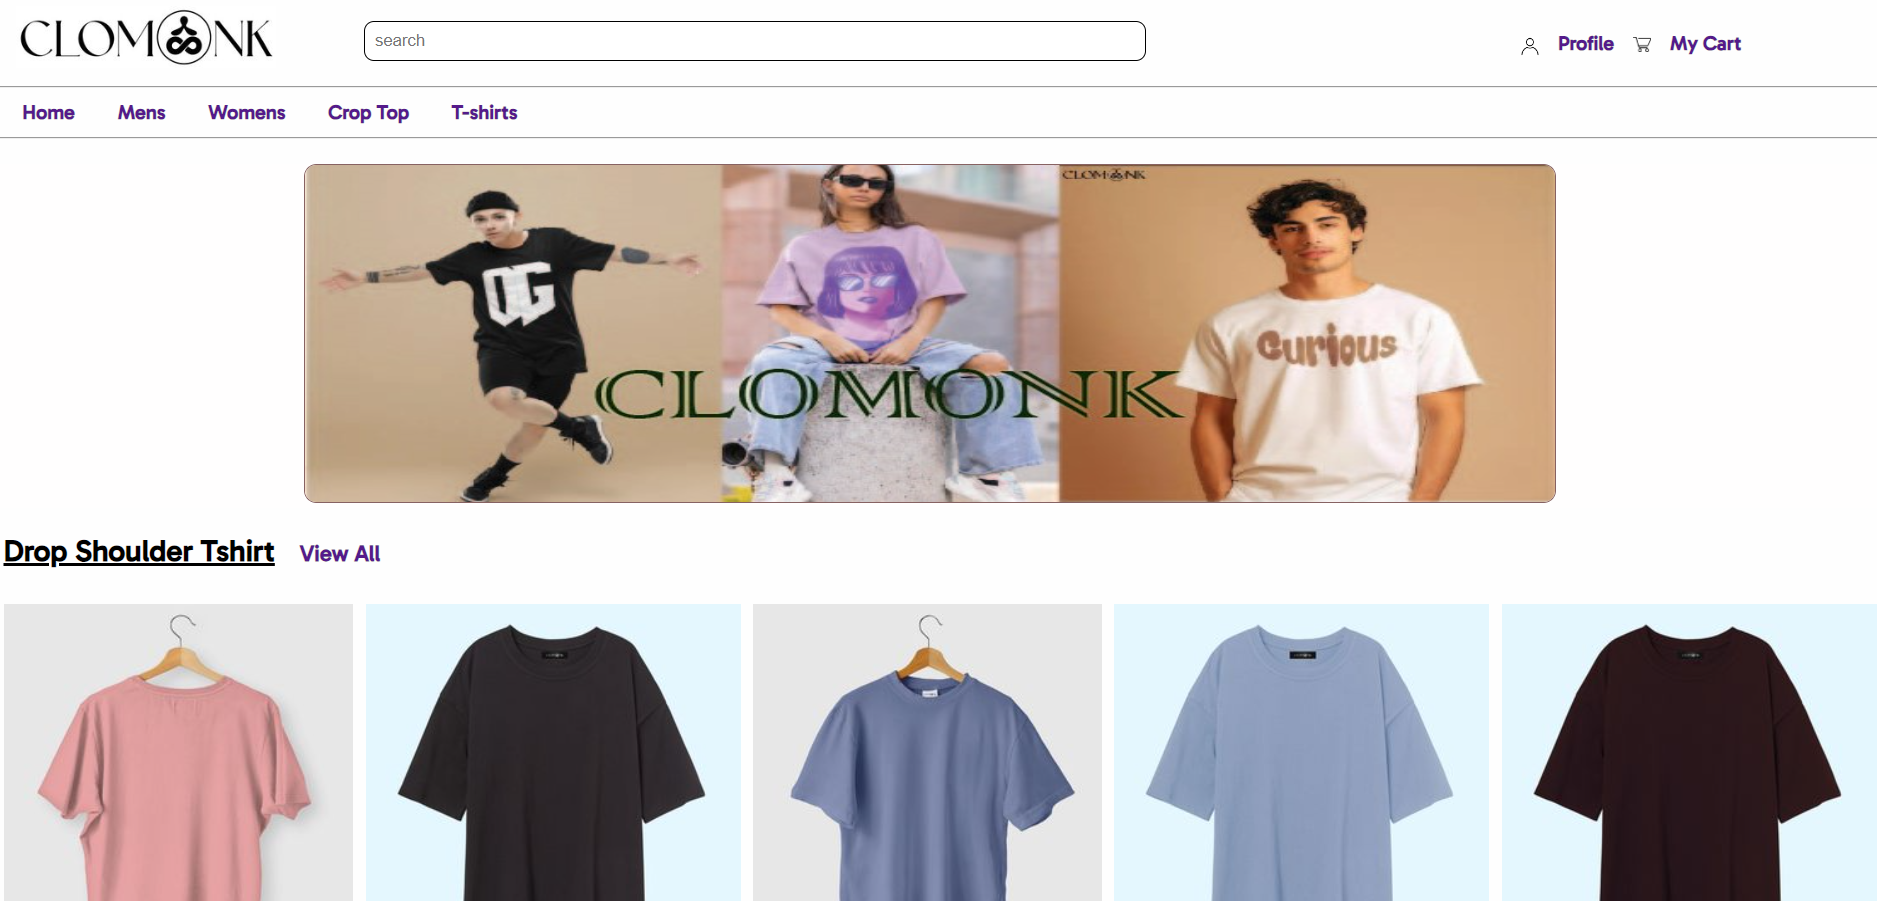 CLOMONK
search
Profile
My Cart
Home
Mens
Womens
Crop Top
T-shirts
CLOMONK
OG
Curious
CLOMONK
Drop Shoulder Tshirt
View All